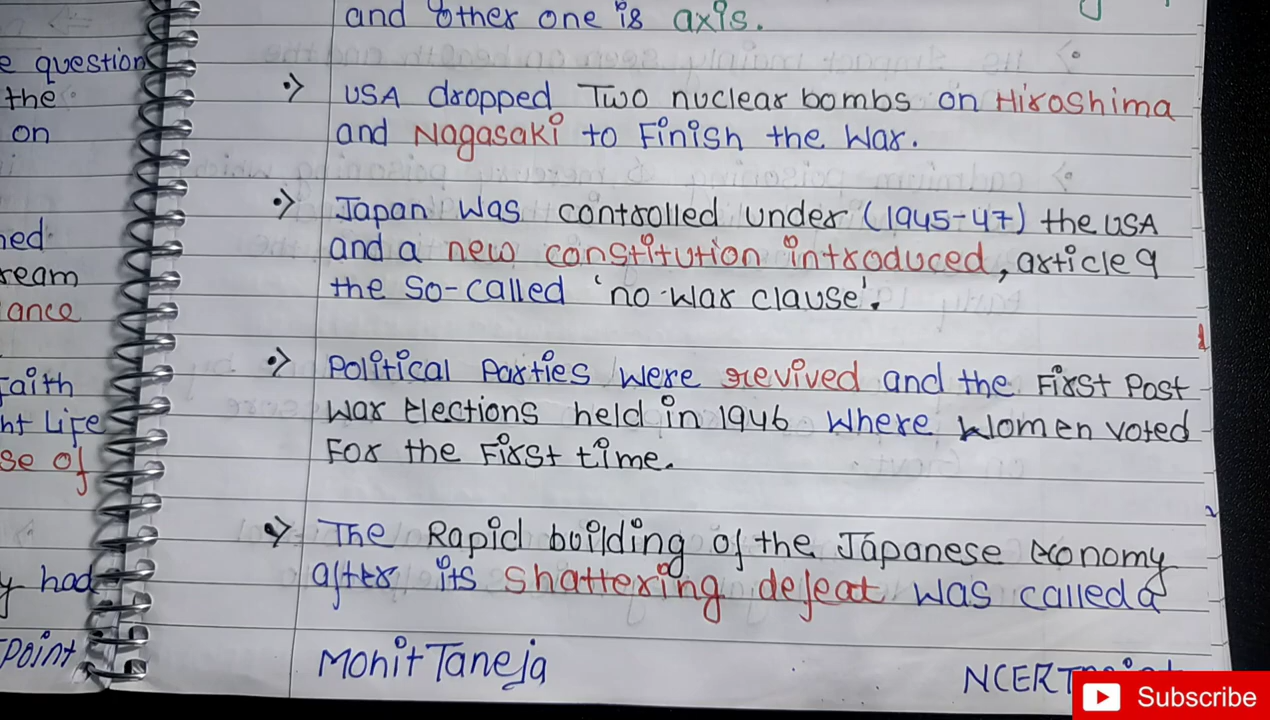 and other one is axis.
e question
the
on
•> USA dropped Two nuclear bombs on Hiroshima
and Nagasaki to Finish the War.
ned
ream
ance
•> Japan was controlled under (1945-47) the USA
and a new constitution introduced, article 9
the So-called 'no-war clause'.
Faith
nt Life
se of
•> Political Parties were revived and the First Post
War Elections held in 1946 Where Women voted
For the First time.
y had
Point
•> The Rapid building of the Japanese economy
after its shattering defeat was called a
Mohit Taneja
NCERT
Subscribe